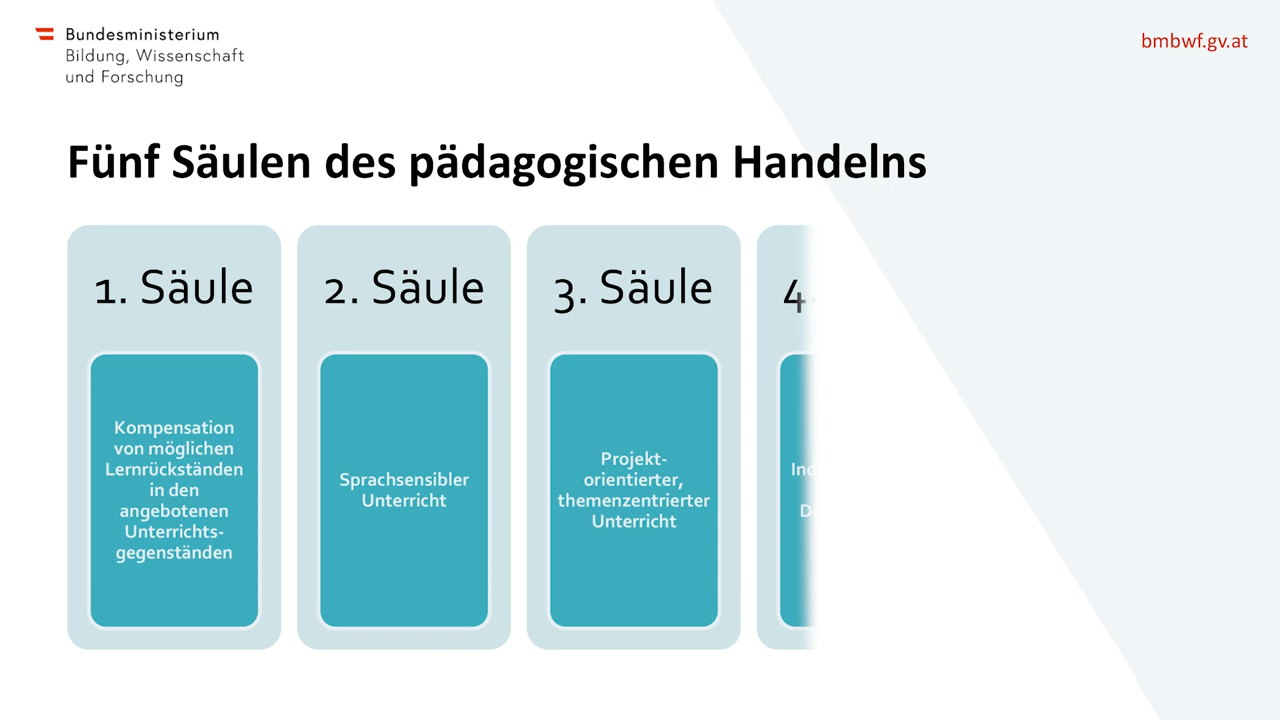 Bundesministerium
Bildung, Wissenschaft
und Forschung
bmbwf.gv.at
Fünf Säulen des pädagogischen Handelns
1. Säule
Kompensation
von möglichen
Lernrückständen
in den
angebotenen
Unterrichts-
gegenständen
2. Säule
Sprachsensibler
Unterricht
3. Säule
Projekt-
orientierter,
themenzentrierter
Unterricht
4.